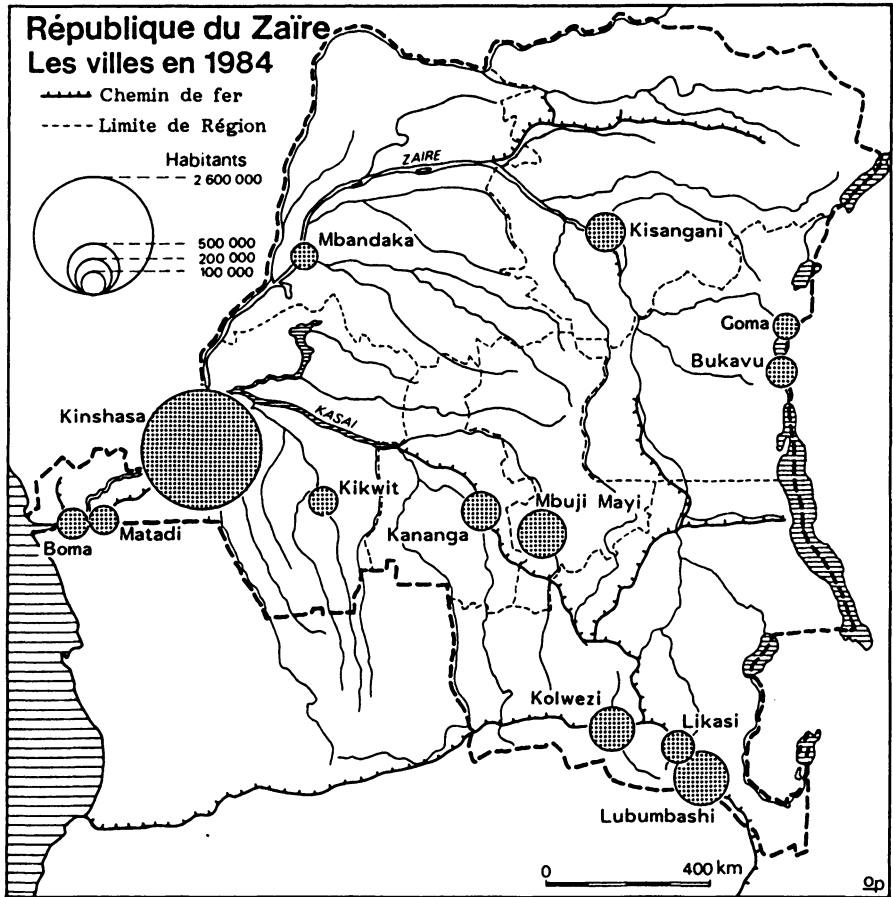 République du Zaïre
Les villes en 1984
Chemin de fer
Limite de Région
Habitants
2 600 000
500 000
200 000
100 000
ZAIRE
Mbandaka
Kisangani
Goma
Bukavu
Kinshasa
KASAI
Kikwit
Mbuji Mayi
Kananga
Boma
Matadi
Kolwezi
Likasi
Lubumbashi
0
400 km
op